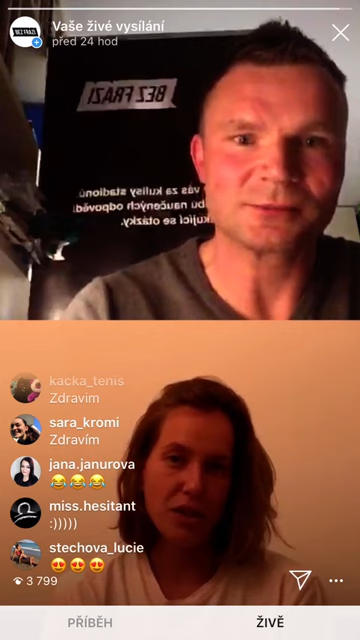 Vaše živé vysílání
před 24 hod
BEZ FRÁZÍ
vás za kulisy stadionů
naučených odpovědí
kující se otázky.
kacka_tenis
Zdravim
sara_kromi
Zdravím
jana.janurova
😂😂😂
miss.hesitant
:)))))
stechova_lucie
😍😍😍
3 799
PŘÍBĚH
ŽIVĚ